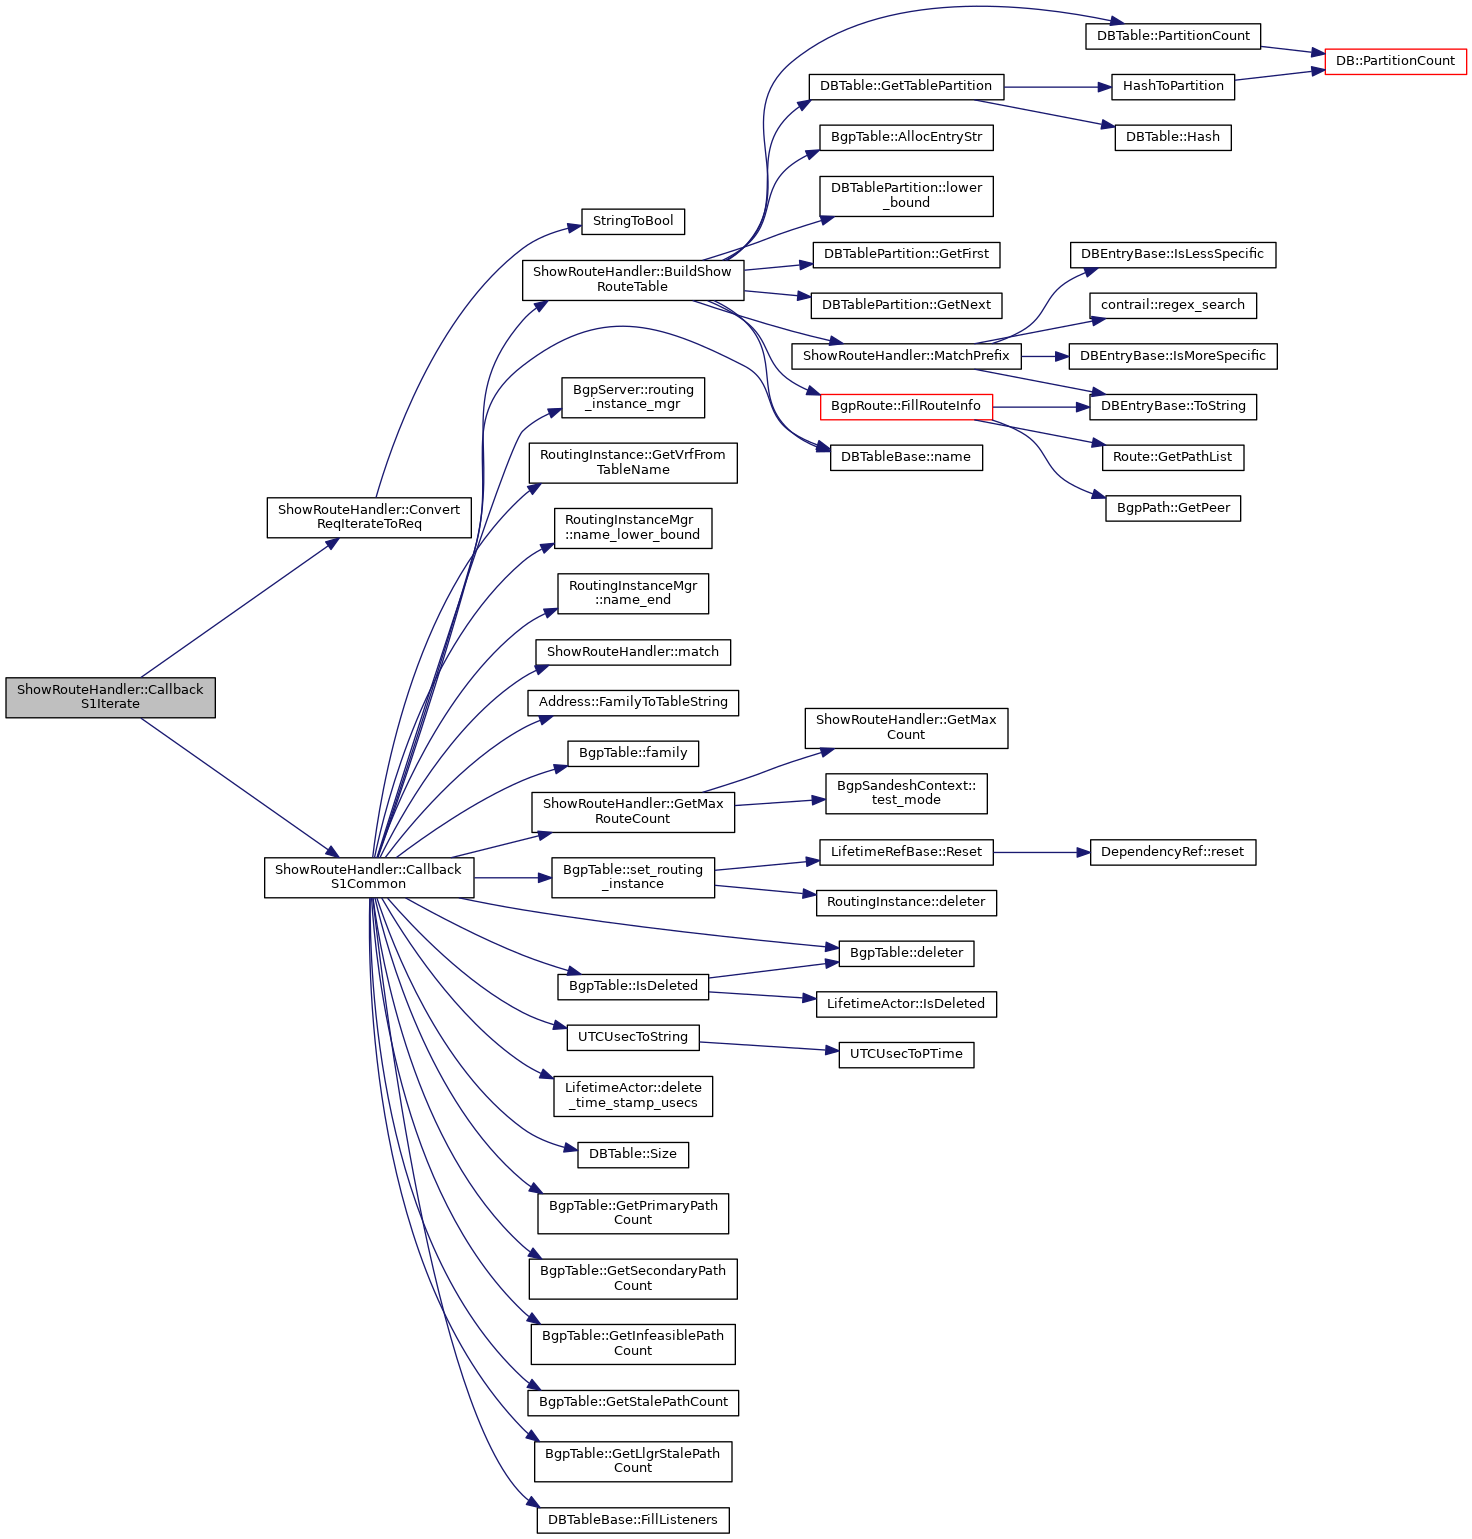 ShowRouteHandler::Callback
S1Iterate
ShowRouteHandler::Convert
ReqIterateToReq
StringToBool
ShowRouteHandler::Callback
S1Common
ShowRouteHandler::BuildShow
RouteTable
DBTable::PartitionCount
DB::PartitionCount
DBTable::GetTablePartition
HashToPartition
DBTable::Hash
BgpTable::AllocEntryStr
DBTablePartition::lower
_bound
DBTablePartition::GetFirst
DBTablePartition::GetNext
ShowRouteHandler::MatchPrefix
DBEntryBase::IsLessSpecific
contrail::regex_search
DBEntryBase::IsMoreSpecific
DBEntryBase::ToString
BgpRoute::FillRouteInfo
Route::GetPathList
BgpPath::GetPeer
DBTableBase::name
BgpServer::routing
_instance_mgr
RoutingInstance::GetVrfFrom
TableName
RoutingInstanceMgr
::name_lower_bound
RoutingInstanceMgr
::name_end
ShowRouteHandler::match
Address::FamilyToTableString
BgpTable::family
ShowRouteHandler::GetMax
RouteCount
ShowRouteHandler::GetMax
Count
BgpSandeshContext::
test_mode
BgpTable::set_routing
_instance
LifetimeRefBase::Reset
DependencyRef::reset
RoutingInstance::deleter
BgpTable::deleter
BgpTable::IsDeleted
LifetimeActor::IsDeleted
UTCUsecToString
UTCUsecToPTime
LifetimeActor::delete
_time_stamp_usecs
DBTable::Size
BgpTable::GetPrimaryPath
Count
BgpTable::GetSecondaryPath
Count
BgpTable::GetInfeasiblePath
Count
BgpTable::GetStalePathCount
BgpTable::GetLlgrStalePath
Count
DBTableBase::FillListeners